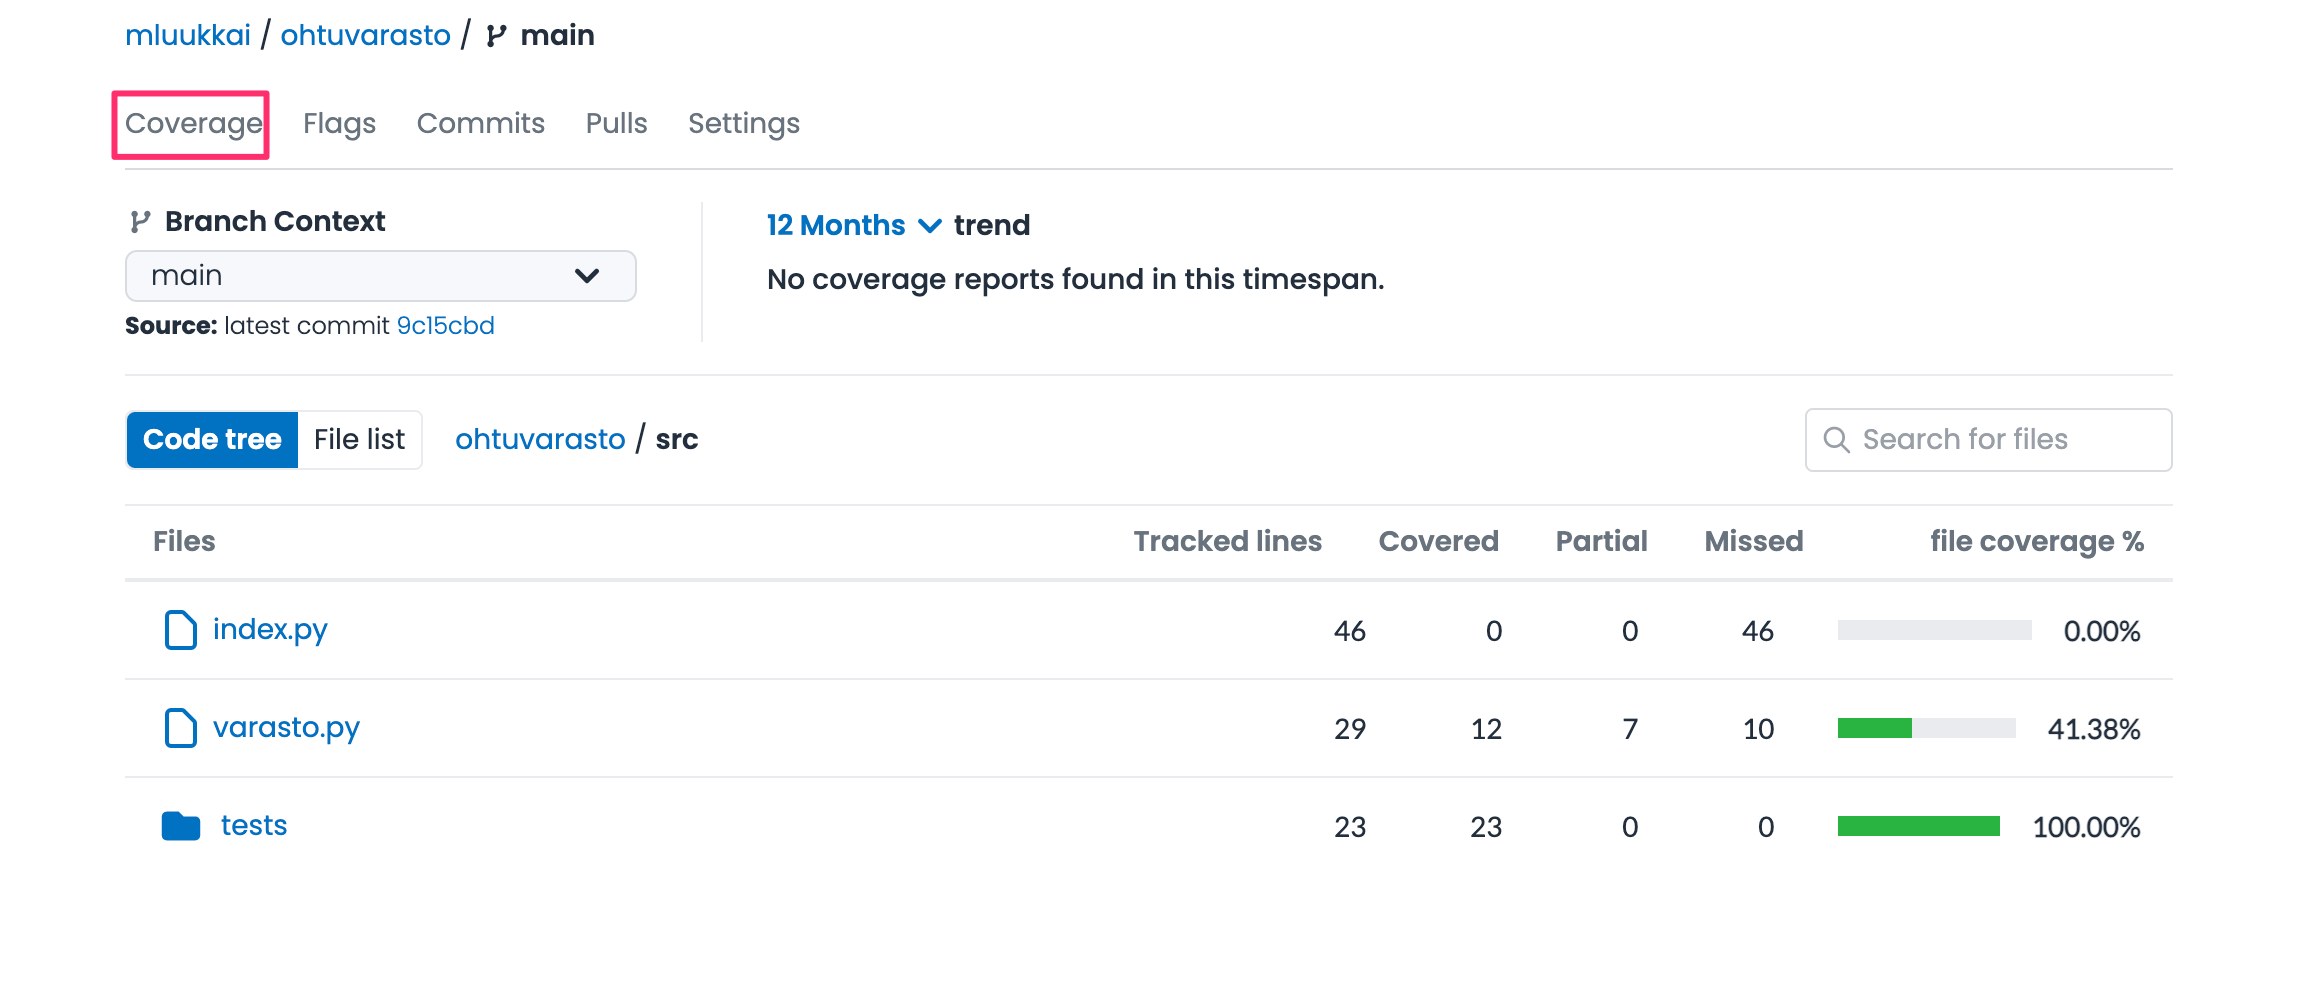 mluukkai / ohtuvarasto / main
Coverage Flags Commits Pulls Settings
Branch Context
main
Source: latest commit 9c15cbd
12 Months trend
No coverage reports found in this timespan.
Code tree File list ohtuvarasto / src Search for files
Files Tracked lines Covered Partial Missed file coverage %
index.py 46 0 0 46 0.00%
varasto.py 29 12 7 10 41.38%
tests 23 23 0 0 100.00%